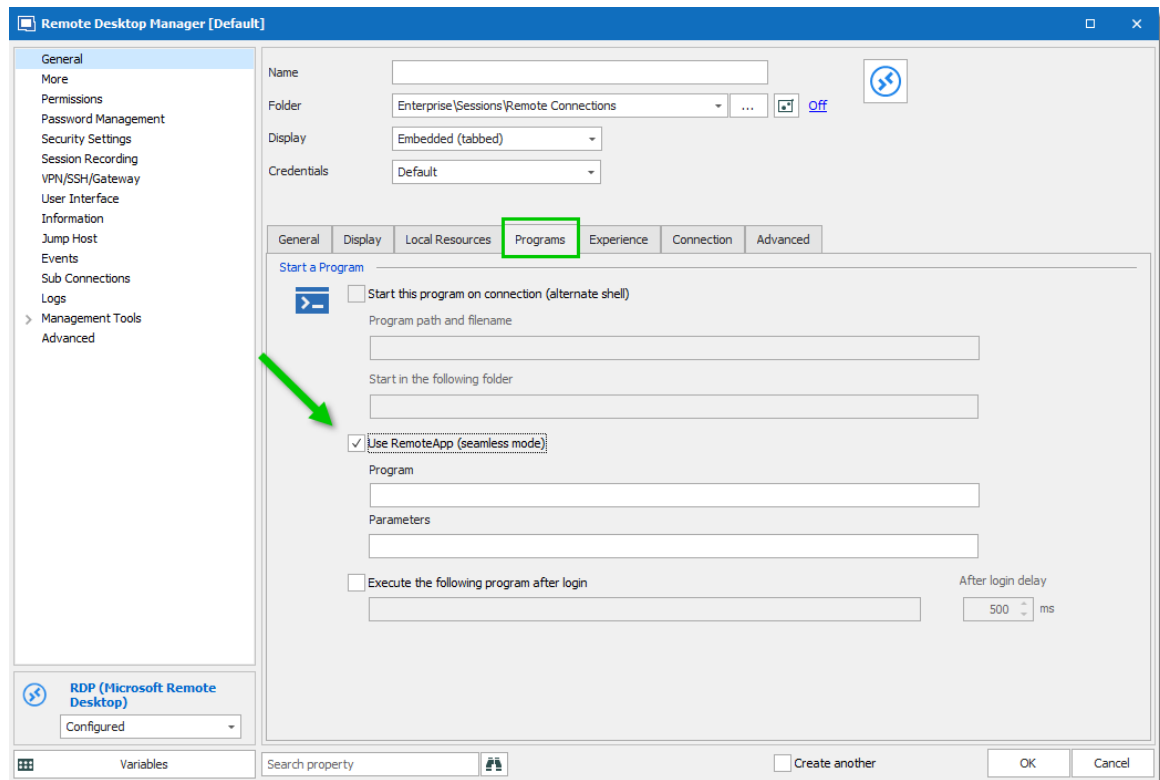 Remote Desktop Manager [Default]
General
More
Permissions
Password Management
Security Settings
Session Recording
VPN/SSH/Gateway
User Interface
Information
Jump Host
Events
Sub Connections
Logs
Management Tools
Advanced
RDP (Microsoft Remote
Desktop)
Configured
Variables
Name
Folder Enterprise\Sessions\Remote Connections ... Off
Display Embedded (tabbed)
Credentials Default
General Display Local Resources Programs Experience Connection Advanced
Start a Program
Start this program on connection (alternate shell)
Program path and filename
Start in the following folder
Use RemoteApp (seamless mode)
Program
Parameters
Execute the following program after login After login delay
500 ms
Search property Create another OK Cancel